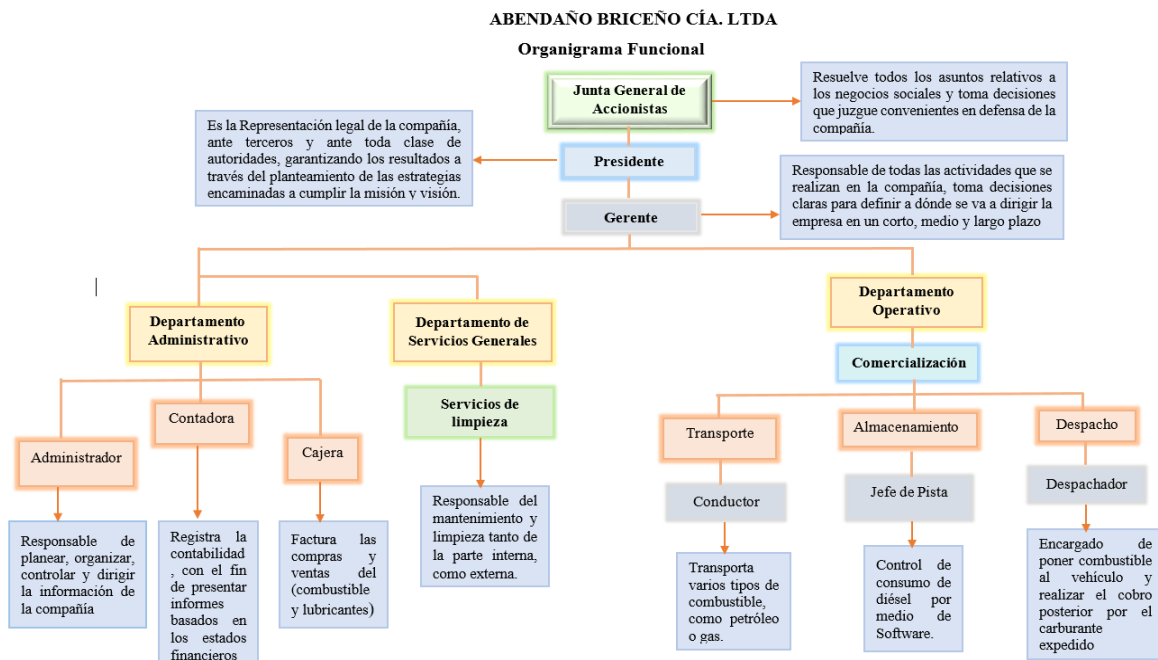 ABENDAÑO BRICEÑO CÍA. LTDA
Organigrama Funcional
Junta General de
Accionistas
Resuelve todos los asuntos relativos
a los negocios sociales y toma decisiones
que juzgue convenientes en defensa de la
compañía.
Es la Representación legal de la compañía,
ante terceros y ante toda clase de
autoridades, garantizando los resultados a
través del planteamiento de las estrategias
encaminadas a cumplir la misión y visión.
Presidente
Responsable de todas las actividades que se
realizan en la compañía, toma decisiones
claras para definir a dónde se va a dirigir la
empresa en un corto, medio y largo plazo
Gerente
Departamento
Administrativo
Departamento de
Servicios Generales
Departamento
Operativo
Comercialización
Administrador
Contadora
Cajera
Servicios de
limpieza
Transporte
Almacenamiento
Despacho
Conductor
Jefe de Pista
Despachador
Responsable de
planear, organizar,
controlar y dirigir
la información de
la compañía
Registra la
contabilidad
, con el fin
de presentar
informes
basados en
los estados
financieros
Factura las
compras y
ventas del
(combustible
y lubricantes)
Responsable del
mantenimiento y
limpieza tanto de
la parte interna,
como externa.
Transporta
varios tipos de
combustible,
como petróleo
o gas.
Control de
consumo de
diésel por
medio de
Software.
Encargado de
poner combustible
al vehículo y
realizar el cobro
posterior por el
carburante
expedido